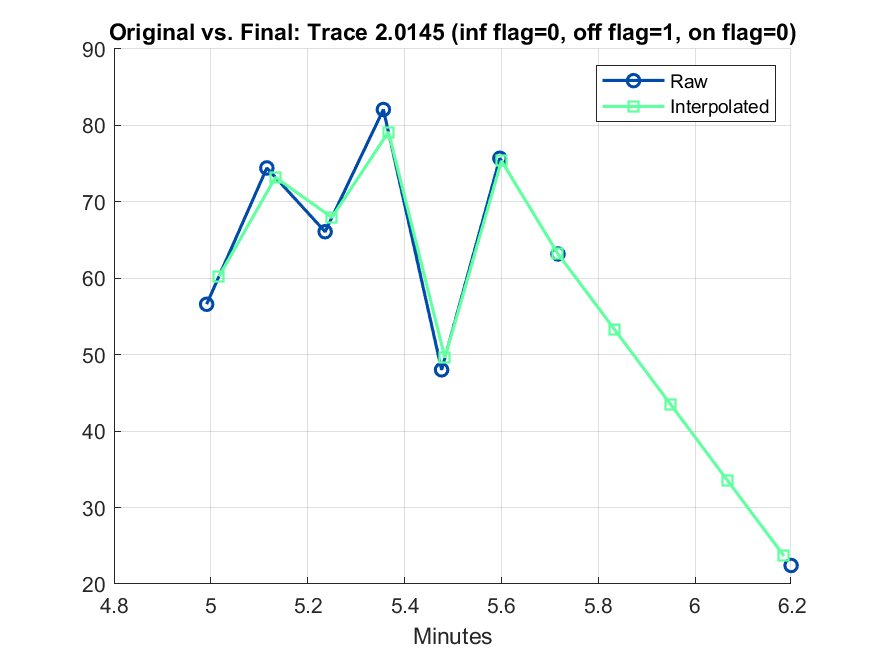 Original vs. Final: Trace 2.0145 (inf flag=0, off flag=1, on flag=0)
90
80
70
60
50
40
30
20
Raw
Interpolated
4.8 5 5.2 5.4 5.6 5.8 6 6.2
Minutes